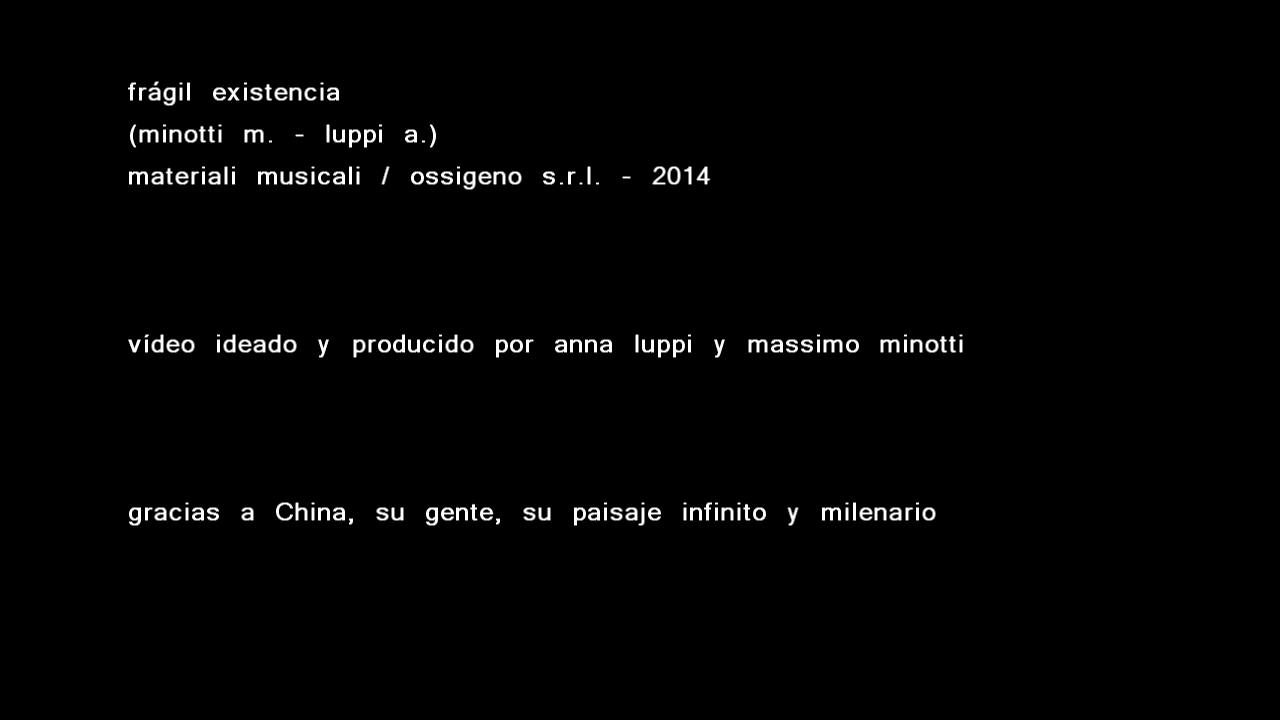 frágil existencia
(minotti m. - luppi a.)
materiali musicali / ossigeno s.r.l. - 2014
vídeo ideado y producido por anna luppi y massimo minotti
gracias a China, su gente, su paisaje infinito y milenario